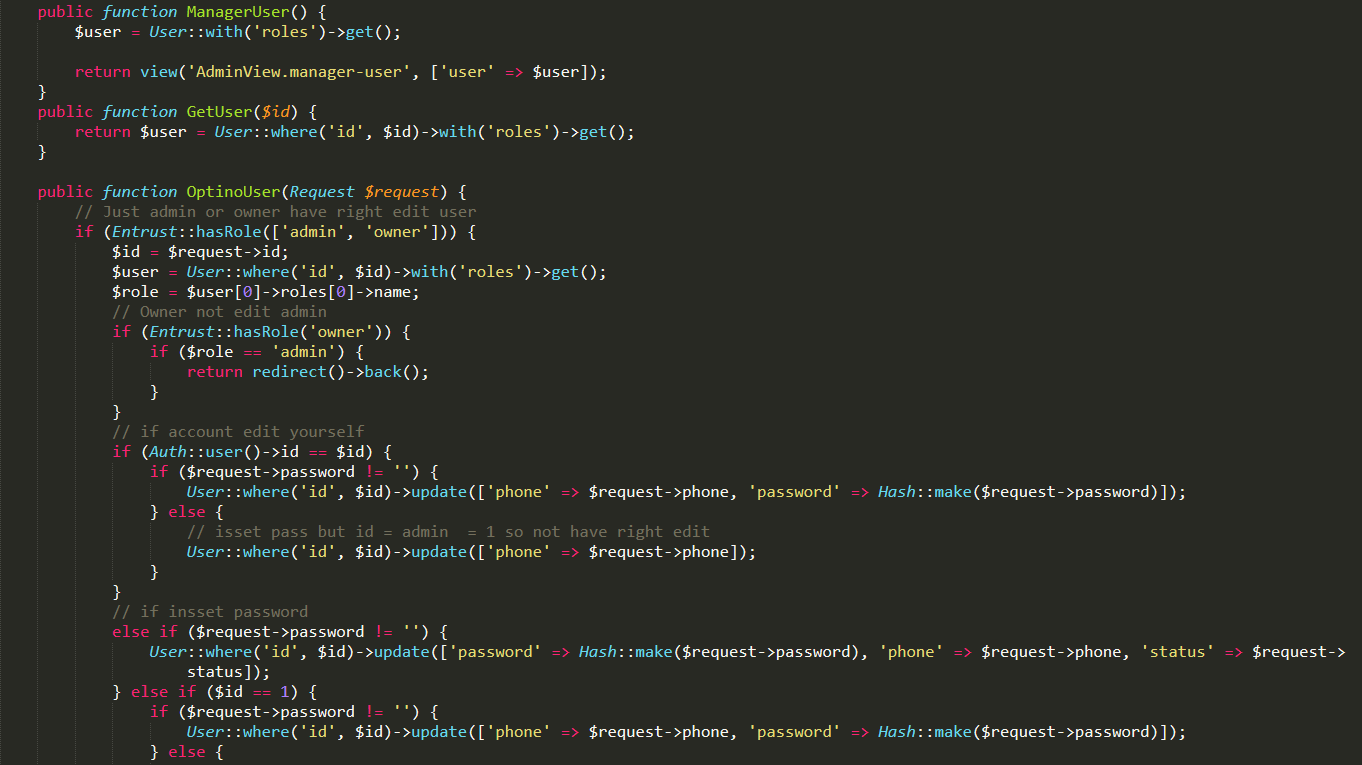 public function ManagerUser() {
    $user = User::with('roles')->get();

    return view('AdminView.manager-user', ['user' => $user]);
}
public function GetUser($id) {
    return $user = User::where('id', $id)->with('roles')->get();
}

public function OptinoUser(Request $request) {
    // Just admin or owner have right edit user
    if (Entrust::hasRole(['admin', 'owner'])) {
        $id = $request->id;
        $user = User::where('id', $id)->with('roles')->get();
        $role = $user[0]->roles[0]->name;
        // Owner not edit admin
        if (Entrust::hasRole('owner')) {
            if ($role == 'admin') {
                return redirect()->back();
            }
        }
        // if account edit yourself
        if (Auth::user()->id == $id) {
            if ($request->password != '') {
                User::where('id', $id)->update(['phone' => $request->phone, 'password' => Hash::make($request->password)]);
            } else {
                // isset pass but id = admin  = 1 so not have right edit
                User::where('id', $id)->update(['phone' => $request->phone]);
            }
        }
        // if insset password
        else if ($request->password != '') {
            User::where('id', $id)->update(['password' => Hash::make($request->password), 'phone' => $request->phone, 'status' => $request->
                status]);
        } else if ($id == 1) {
            if ($request->password != '') {
                User::where('id', $id)->update(['phone' => $request->phone, 'password' => Hash::make($request->password)]);
            } else {